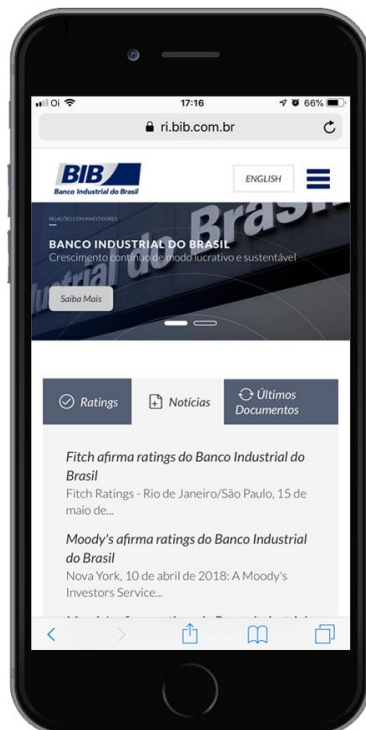 Oi
17:16
66%
ri.bib.com.br
BIB
Banco Industrial do Brasil
ENGLISH
RELAÇÕES COM INVESTIDORES
BANCO INDUSTRIAL DO BRASIL
Crescimento contínuo de modo lucrativo e sustentável
Saiba Mais
Ratings
Notícias
Últimos
Documentos
Fitch afirma ratings do Banco Industrial do
Brasil
Fitch Ratings - Rio de Janeiro/São Paulo, 15 de
maio de...
Moody's afirma ratings do Banco Industrial
do Brasil
Nova York, 10 de abril de 2018: A Moody's
Investors Service...